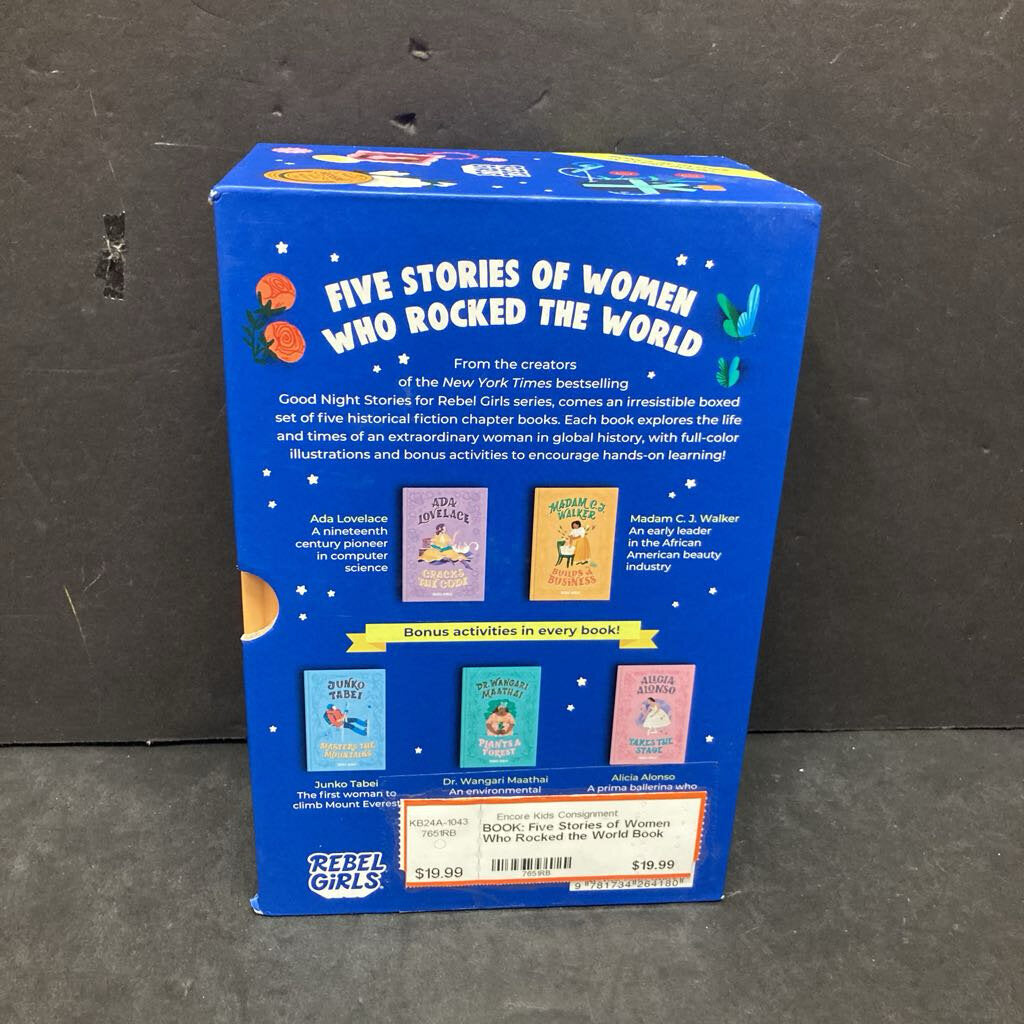 FIVE STORIES OF WOMEN
WHO ROCKED THE WORLD
From the creators
of the New York Times bestselling
Good Night Stories for Rebel Girls series, comes an irresistible boxed
set of five historical fiction chapter books. Each book explores the life
and times of an extraordinary woman in global history, with full-color
illustrations and bonus activities to encourage hands-on learning!
Ada Lovelace
A nineteenth
century pioneer
in computer
science
ADA
LOVELACE
CRACKS
THE CODE
MADAM C.J.
WALKER
BUILDS A
BUSINESS
Madam C. J. Walker
An early leader
in the African
American beauty
industry
Bonus activities in every book!
JUNKO
TABEI
MASTERS THE
MOUNTAINS
DR. WANGARI
MAATHAI
PLANTS A
FOREST
ALICIA
ALONSO
TAKES THE
STAGE
Junko Tabei
The first woman to
climb Mount Everest
Dr. Wangari Maathai
An environmental
Alicia Alonso
A prima ballerina who
KB24A-1043
7651RB
$19.99
Encore Kids Consignment
BOOK: Five Stories of Women
Who Rocked the World Book
7651RB
$19.99
REBEL
GIRLS
9 781734 264180